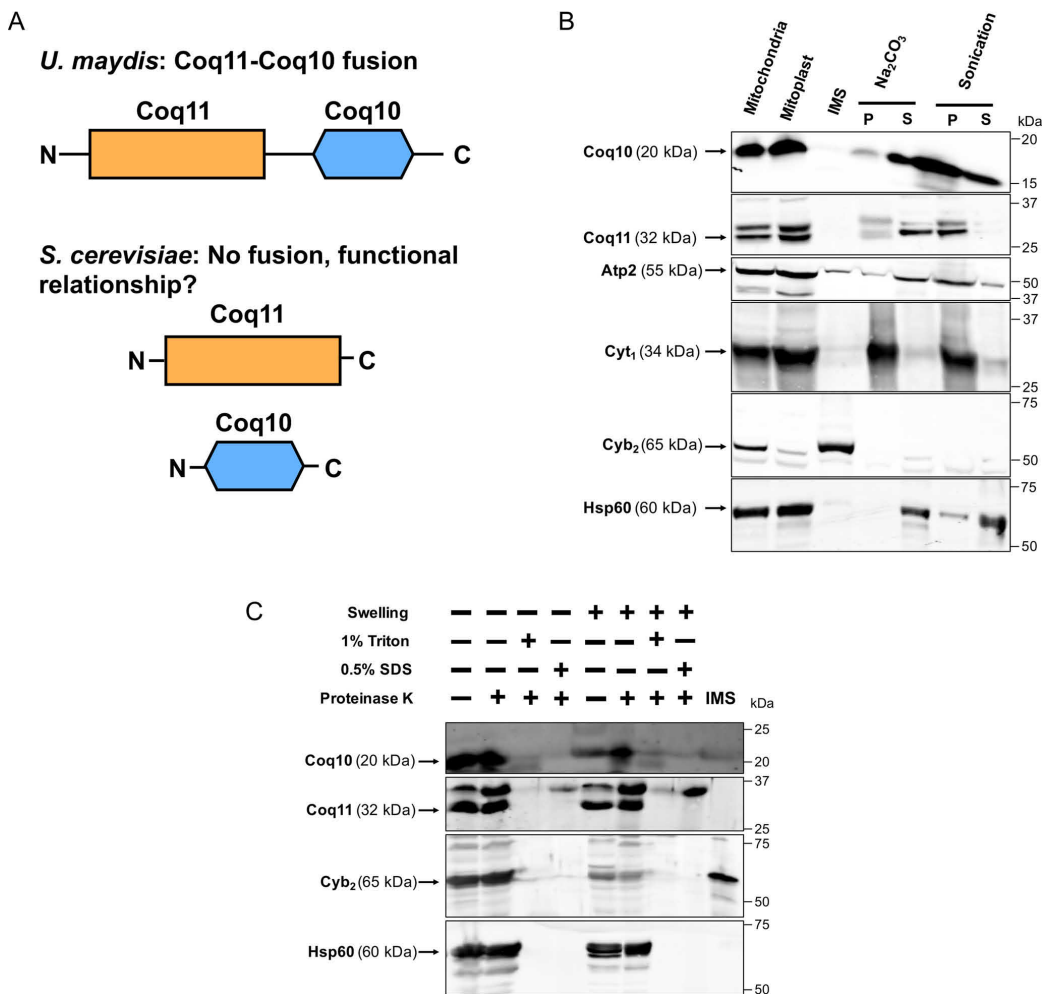 A
U. maydis: Coq11-Coq10 fusion
Coq11
Coq10
N
C
S. cerevisiae: No fusion, functional
relationship?
Coq11
N
C
Coq10
N
C
B
Mitochondria
Mitoplast
IMS
Na₂CO₃
Sonication
P
S
P
S
kDa
Coq10 (20 kDa)
20
15
Coq11 (32 kDa)
37
25
Atp2 (55 kDa)
50
37
Cyt₁ (34 kDa)
37
25
Cyb₂ (65 kDa)
75
50
Hsp60 (60 kDa)
75
50
C
Swelling − − − − + + + +
1% Triton − − + − − − + −
0.5% SDS − − − + − − − +
Proteinase K − + + + − + + + IMS
kDa
Coq10 (20 kDa)
25
20
Coq11 (32 kDa)
37
25
Cyb₂ (65 kDa)
75
50
Hsp60 (60 kDa)
75
50